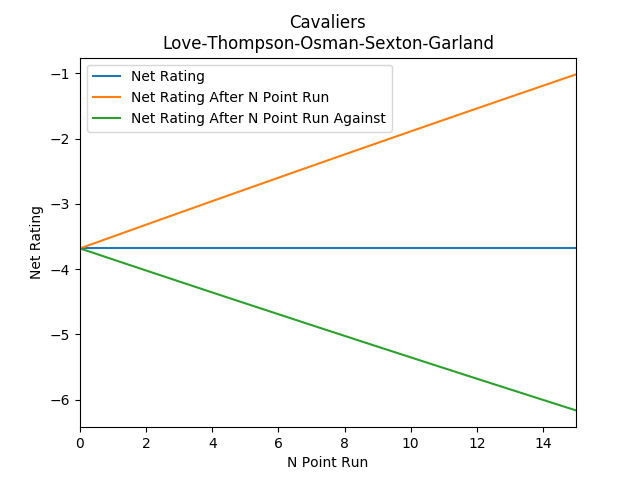 Cavaliers
Love-Thompson-Osman-Sexton-Garland
Net Rating
Net Rating After N Point Run
Net Rating After N Point Run Against
Net Rating
−1
−2
−3
−4
−5
−6
0 2 4 6 8 10 12 14
N Point Run